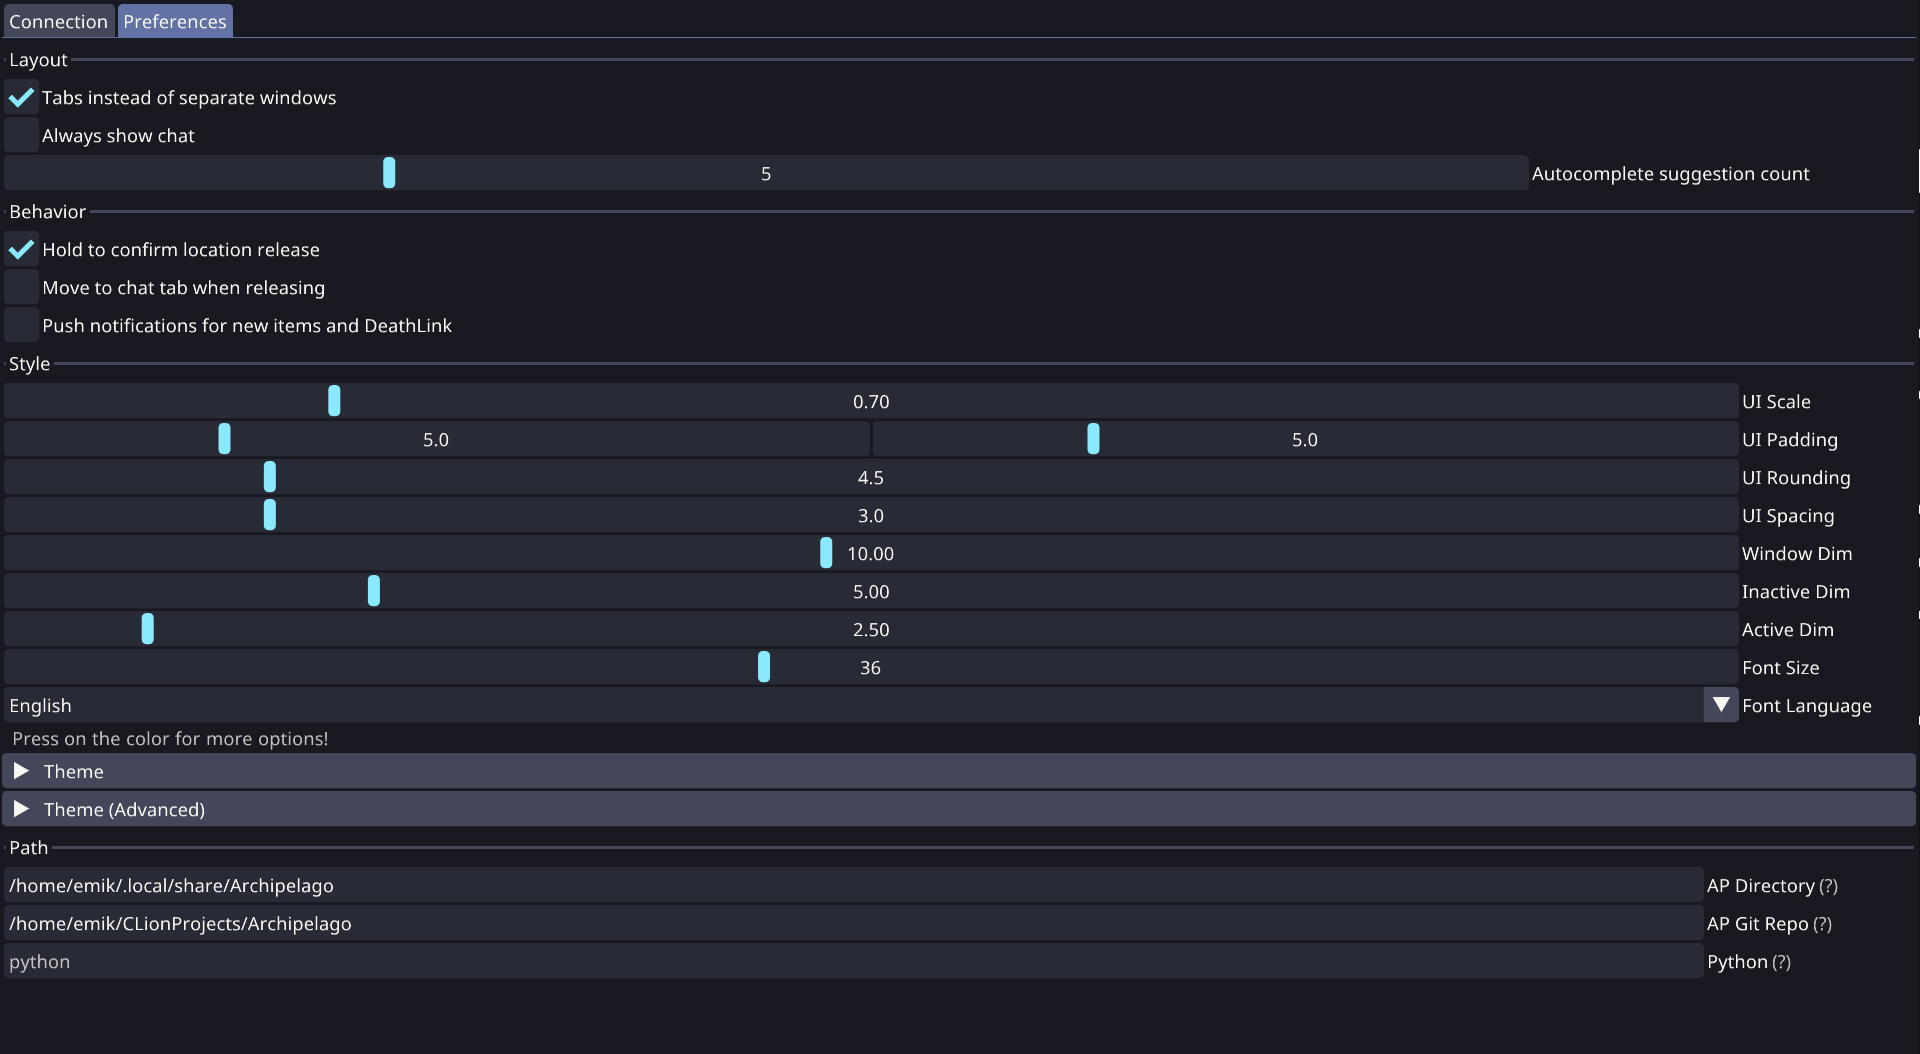 Connection Preferences
Layout
Tabs instead of separate windows
Always show chat
5 Autocomplete suggestion count
Behavior
Hold to confirm location release
Move to chat tab when releasing
Push notifications for new items and DeathLink
Style
0.70 UI Scale
5.0 5.0 UI Padding
4.5 UI Rounding
3.0 UI Spacing
10.00 Window Dim
5.00 Inactive Dim
2.50 Active Dim
36 Font Size
English Font Language
Press on the color for more options!
Theme
Theme (Advanced)
Path
/home/emik/.local/share/Archipelago AP Directory (?)
/home/emik/CLionProjects/Archipelago AP Git Repo (?)
python Python (?)